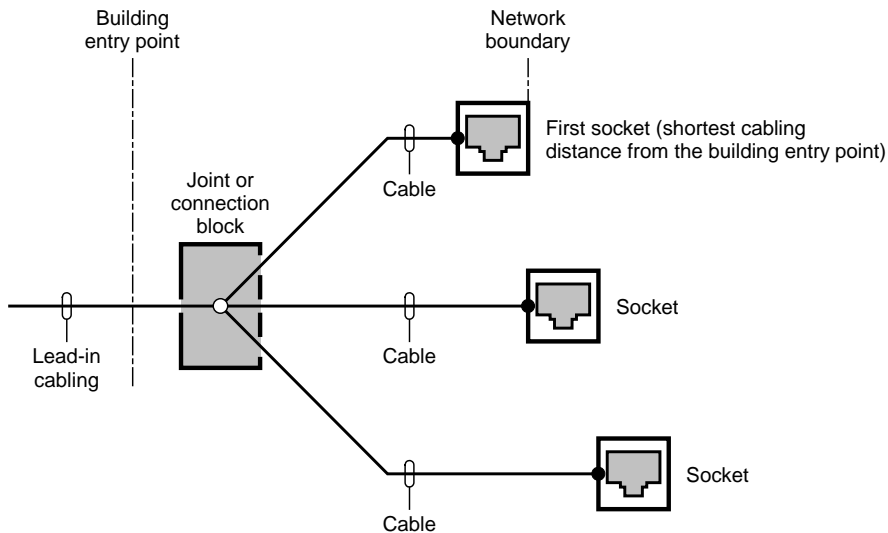 Building
entry point
Network
boundary
First socket (shortest cabling
distance from the building entry point)
Cable
Joint or
connection
block
Socket
Lead-in
cabling
Cable
Socket
Cable